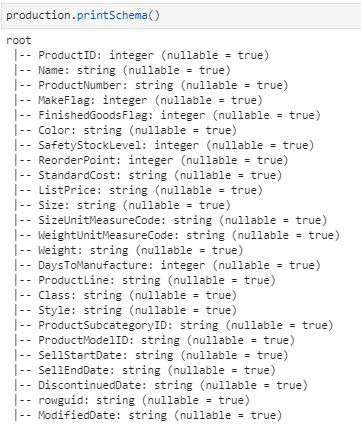 production.printSchema()
root
|-- ProductID: integer (nullable = true)
|-- Name: string (nullable = true)
|-- ProductNumber: string (nullable = true)
|-- MakeFlag: integer (nullable = true)
|-- FinishedGoodsFlag: integer (nullable = true)
|-- Color: string (nullable = true)
|-- SafetyStockLevel: integer (nullable = true)
|-- ReorderPoint: integer (nullable = true)
|-- StandardCost: string (nullable = true)
|-- ListPrice: string (nullable = true)
|-- Size: string (nullable = true)
|-- SizeUnitMeasureCode: string (nullable = true)
|-- WeightUnitMeasureCode: string (nullable = true)
|-- Weight: string (nullable = true)
|-- DaysToManufacture: integer (nullable = true)
|-- ProductLine: string (nullable = true)
|-- Class: string (nullable = true)
|-- Style: string (nullable = true)
|-- ProductSubcategoryID: string (nullable = true)
|-- ProductModelID: string (nullable = true)
|-- SellStartDate: string (nullable = true)
|-- SellEndDate: string (nullable = true)
|-- DiscontinuedDate: string (nullable = true)
|-- rowguid: string (nullable = true)
|-- ModifiedDate: string (nullable = true)